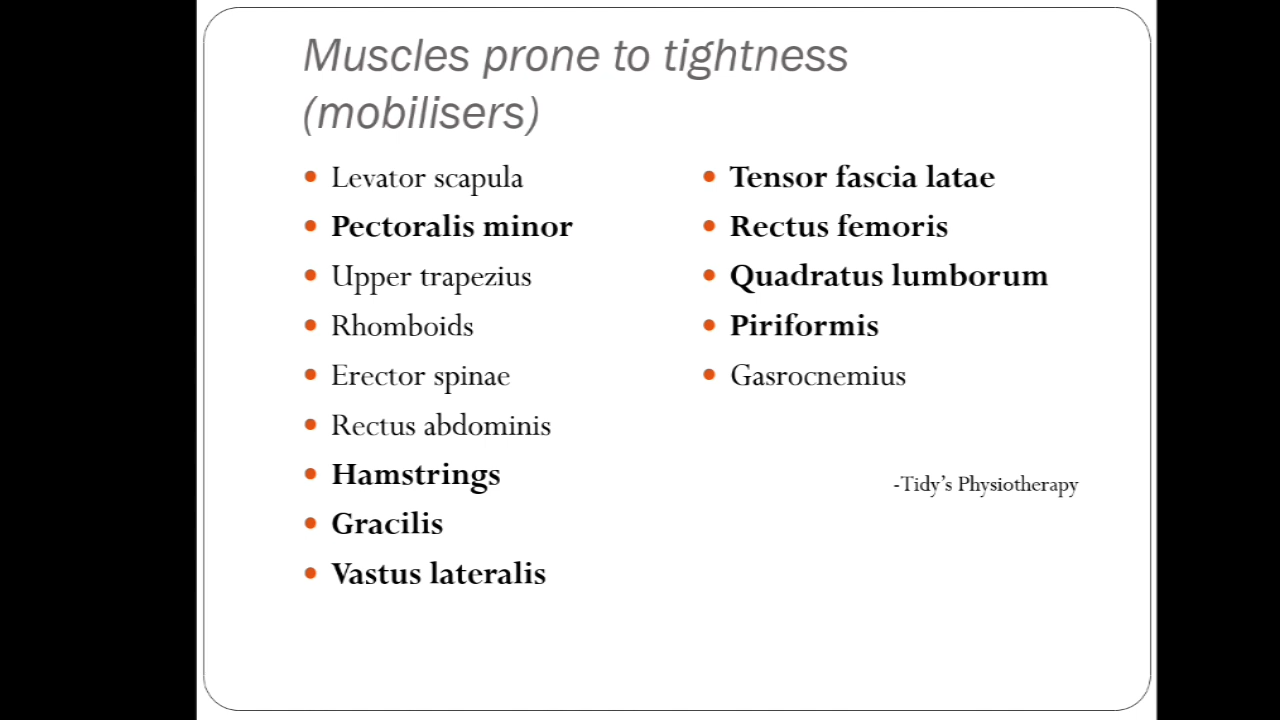 Muscles prone to tightness
(mobilisers)
Levator scapula
Pectoralis minor
Upper trapezius
Rhomboids
Erector spinae
Rectus abdominis
Hamstrings
Gracilis
Vastus lateralis
Tensor fascia latae
Rectus femoris
Quadratus lumborum
Piriformis
Gasrocnemius
-Tidy's Physiotherapy